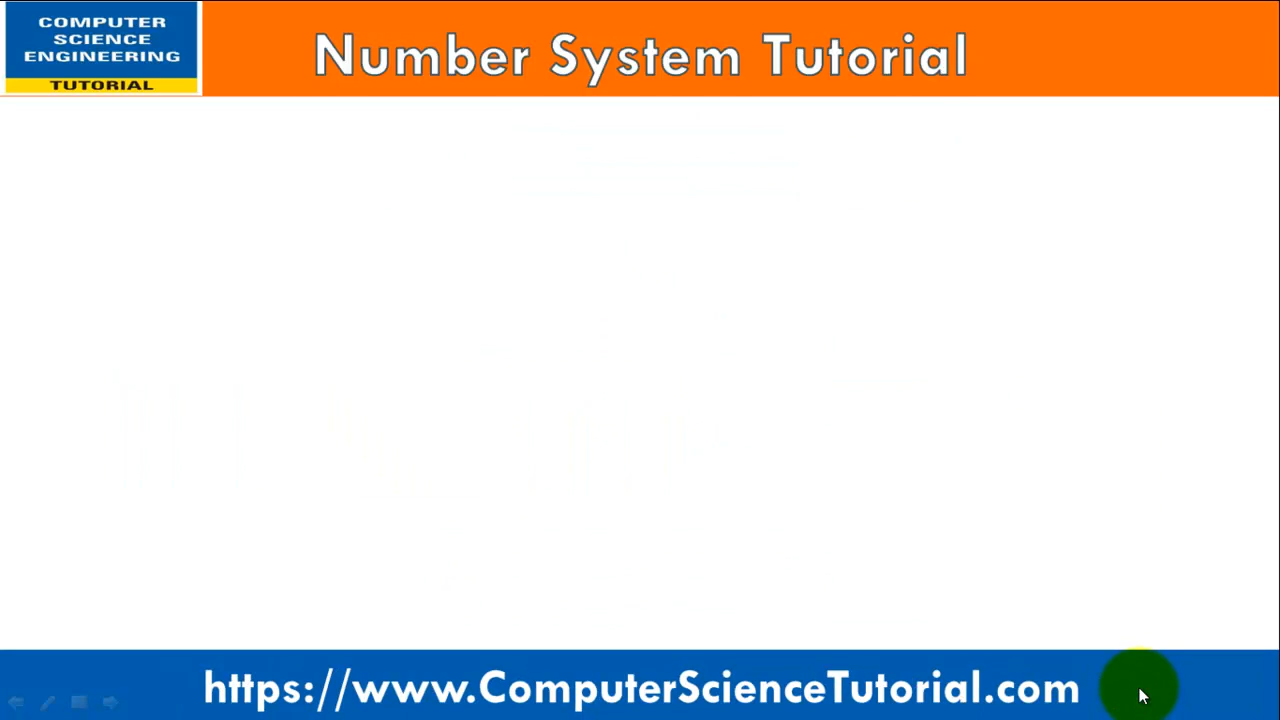 COMPUTER
SCIENCE
ENGINEERING
TUTORIAL
Number System Tutorial
https://www.ComputerScienceTutorial.com